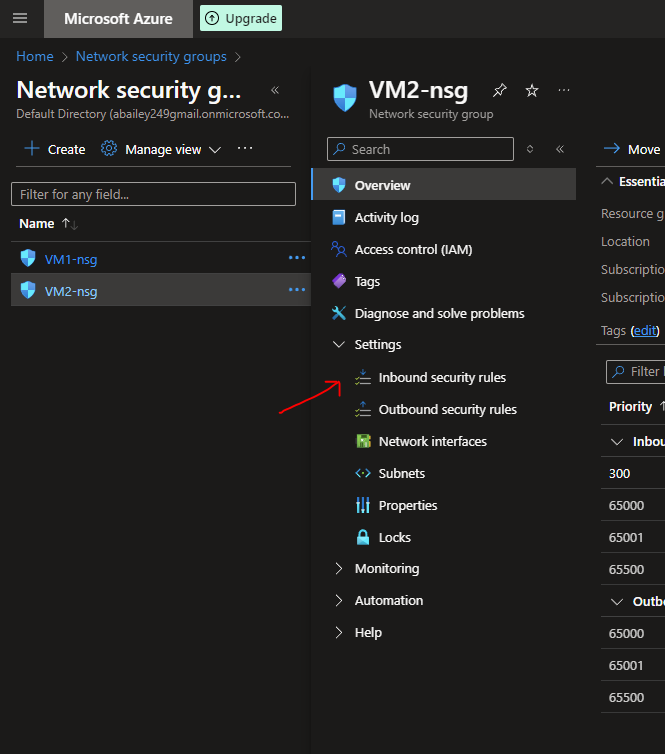 Microsoft Azure
Upgrade
Home > Network security groups >
Network security g...
Default Directory (abailey249gmail.onmicrosoft.co...
Create
Manage view
...
Filter for any field...
Name
VM1-nsg
VM2-nsg
VM2-nsg
Network security group
Search
Overview
Activity log
Access control (IAM)
Tags
Diagnose and solve problems
Settings
Inbound security rules
Outbound security rules
Network interfaces
Subnets
Properties
Locks
Monitoring
Automation
Help
Move
Essentia
Resource g
Location
Subscriptio
Subscriptio
Tags (edit)
Filter
Priority
Inbou
300
65000
65001
65500
Outbo
65000
65001
65500